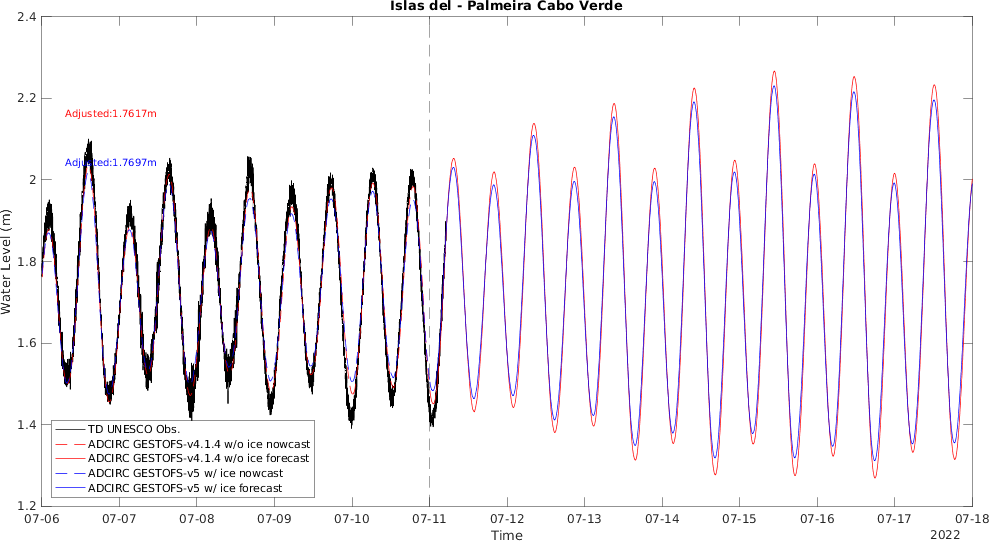 Islas del - Palmeira Cabo Verde
2.4
2.2
2
1.8
1.6
1.4
1.2
Water Level (m)
Adjusted:1.7617m
Adjusted:1.7697m
TD UNESCO Obs.
ADCIRC GESTOFS-v4.1.4 w/o ice nowcast
ADCIRC GESTOFS-v4.1.4 w/o ice forecast
ADCIRC GESTOFS-v5 w/ ice nowcast
ADCIRC GESTOFS-v5 w/ ice forecast
07-06 07-07 07-08 07-09 07-10 07-11 07-12 07-13 07-14 07-15 07-16 07-17 07-18
Time
2022